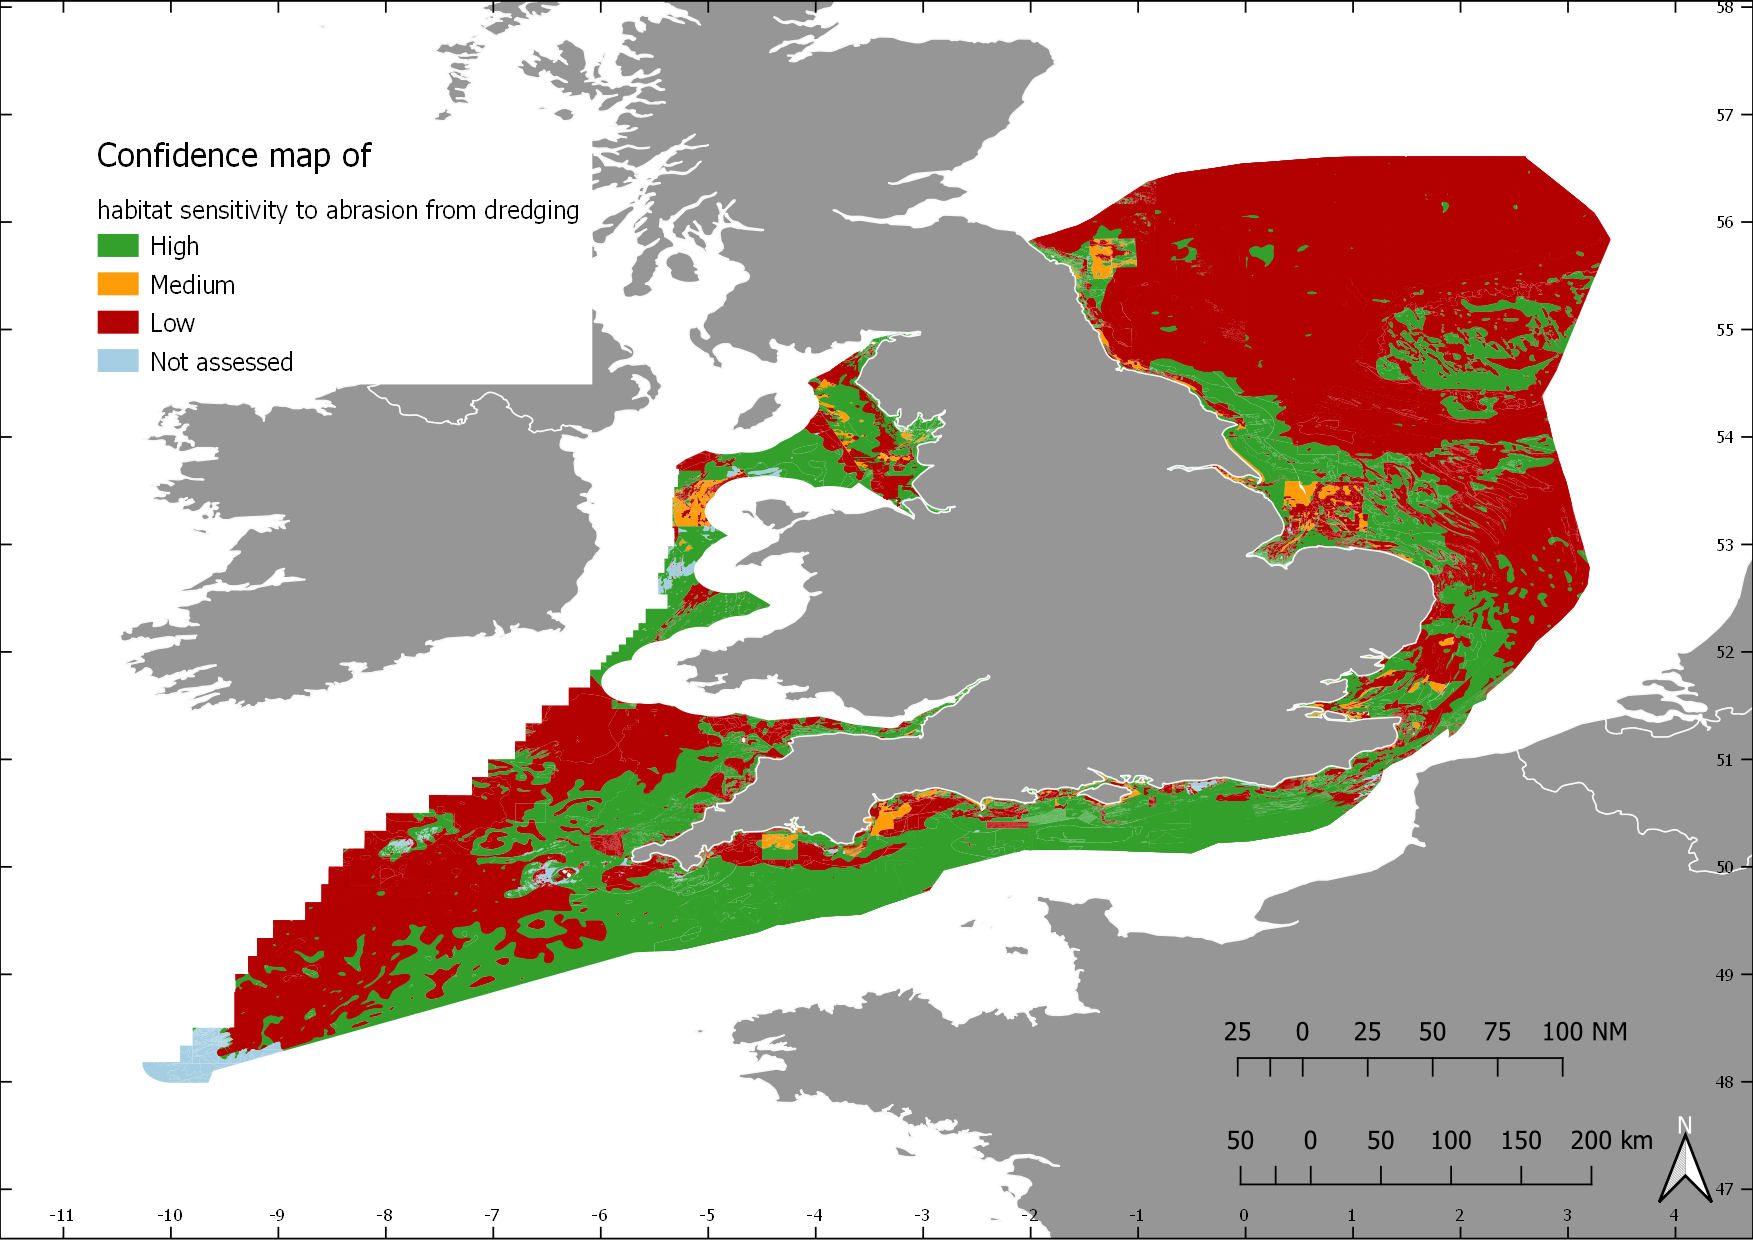 Confidence map of
habitat sensitivity to abrasion from dredging
High
Medium
Low
Not assessed
58
57
56
55
54
53
52
51
50
49
48
47
25 0 25 50 75 100 NM
50 0 50 100 150 200 km
N
-11 -10 -9 -8 -7 -6 -5 -4 -3 -2 -1 0 1 2 3 4